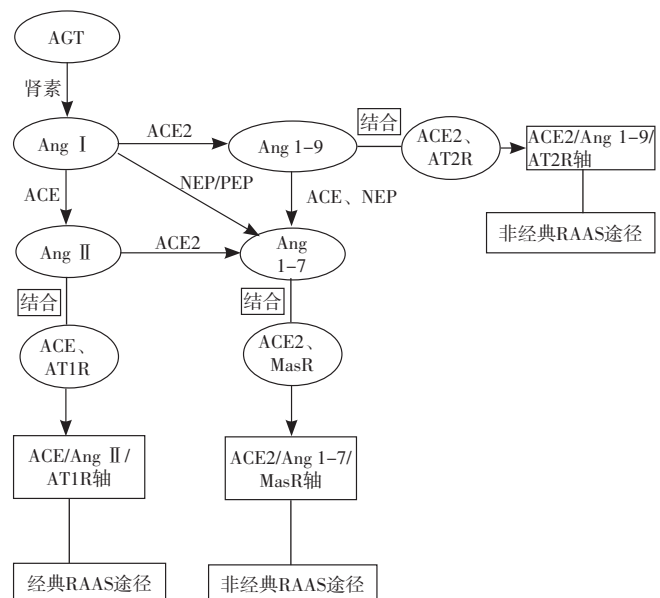 AGT
肾素
Ang Ⅰ
ACE2
Ang 1-9
结合
ACE2、
AT2R
ACE2/Ang 1-9/
AT2R轴
ACE
NEP/PEP
ACE、NEP
非经典RAAS途径
Ang Ⅱ
ACE2
Ang
1-7
结合
结合
ACE、
AT1R
ACE2、
MasR
ACE/Ang Ⅱ/
AT1R轴
ACE2/Ang 1-7/
MasR轴
经典RAAS途径
非经典RAAS途径